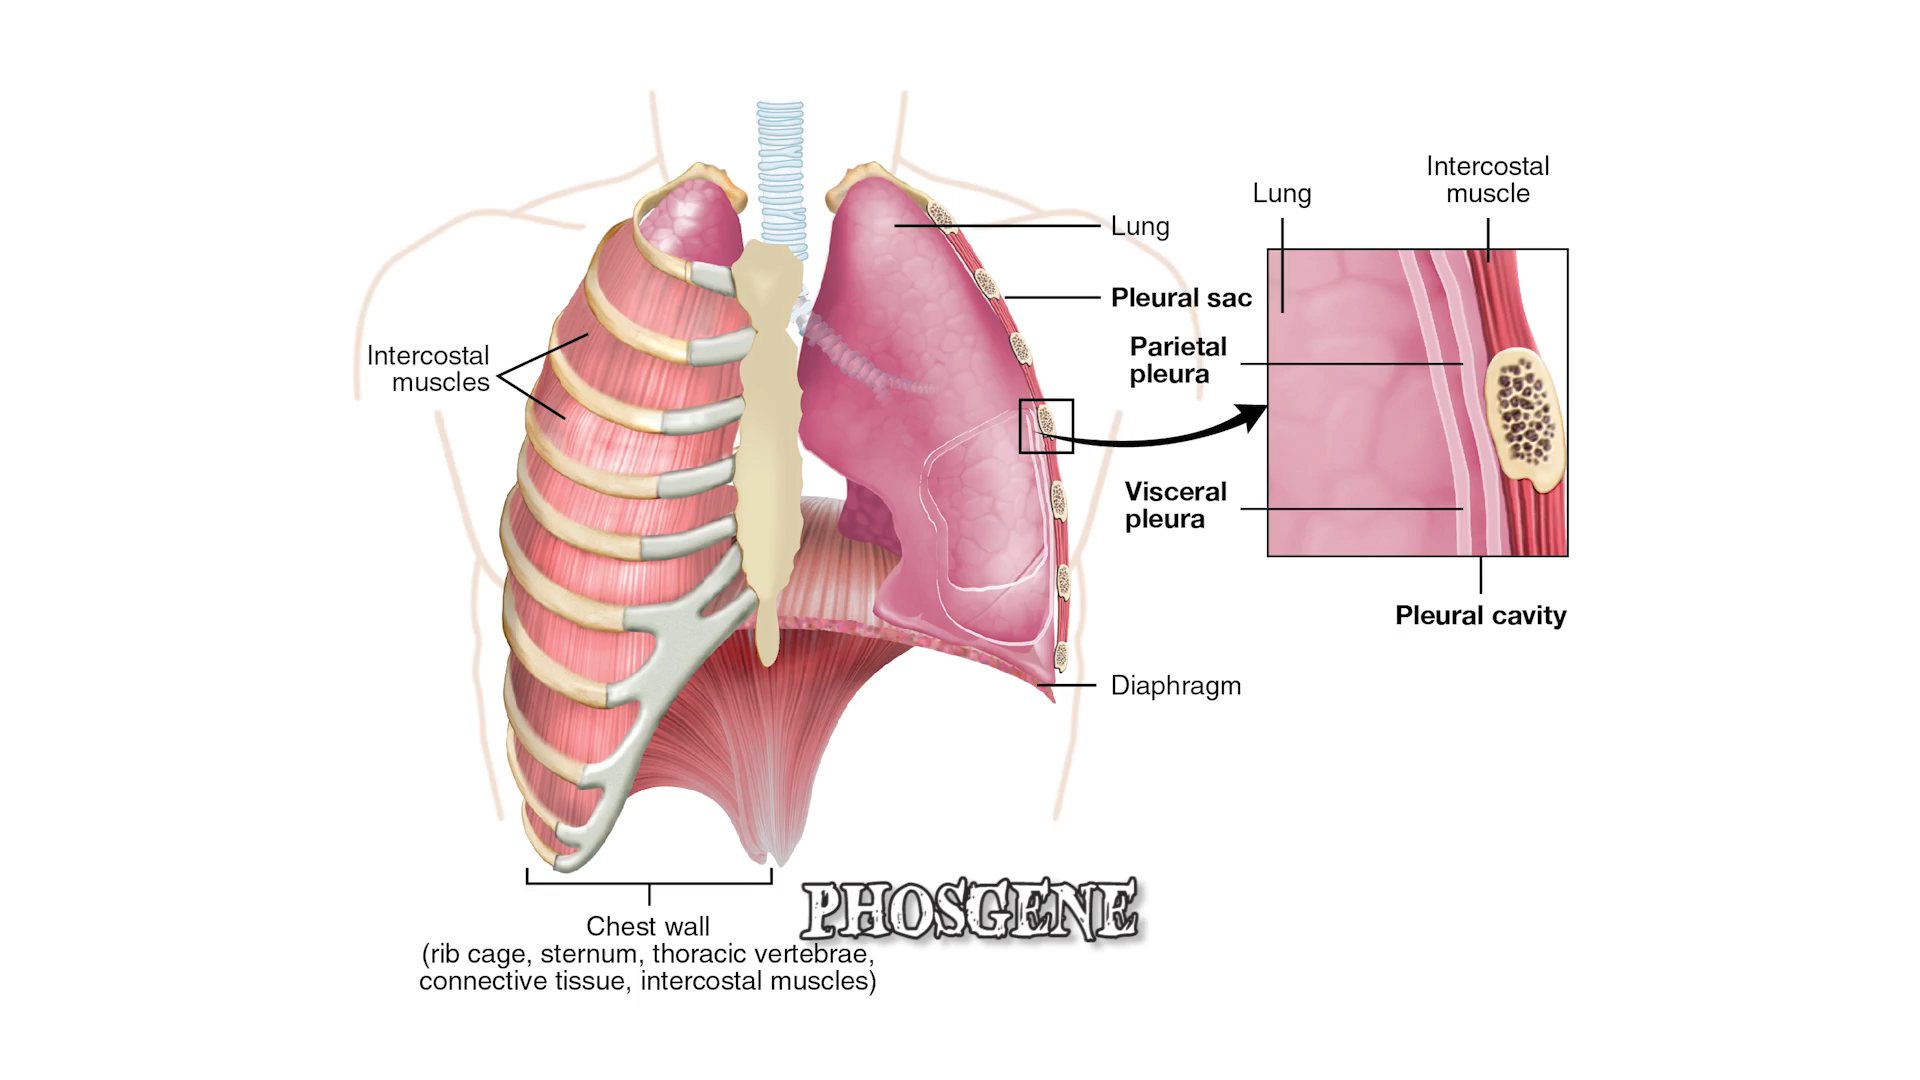 Intercostal
muscles
Lung
Pleural sac
Parietal
pleura
Visceral
pleura
Diaphragm
Lung
Intercostal
muscle
Pleural cavity
PHOSGENE
Chest wall
(rib cage, sternum, thoracic vertebrae,
connective tissue, intercostal muscles)